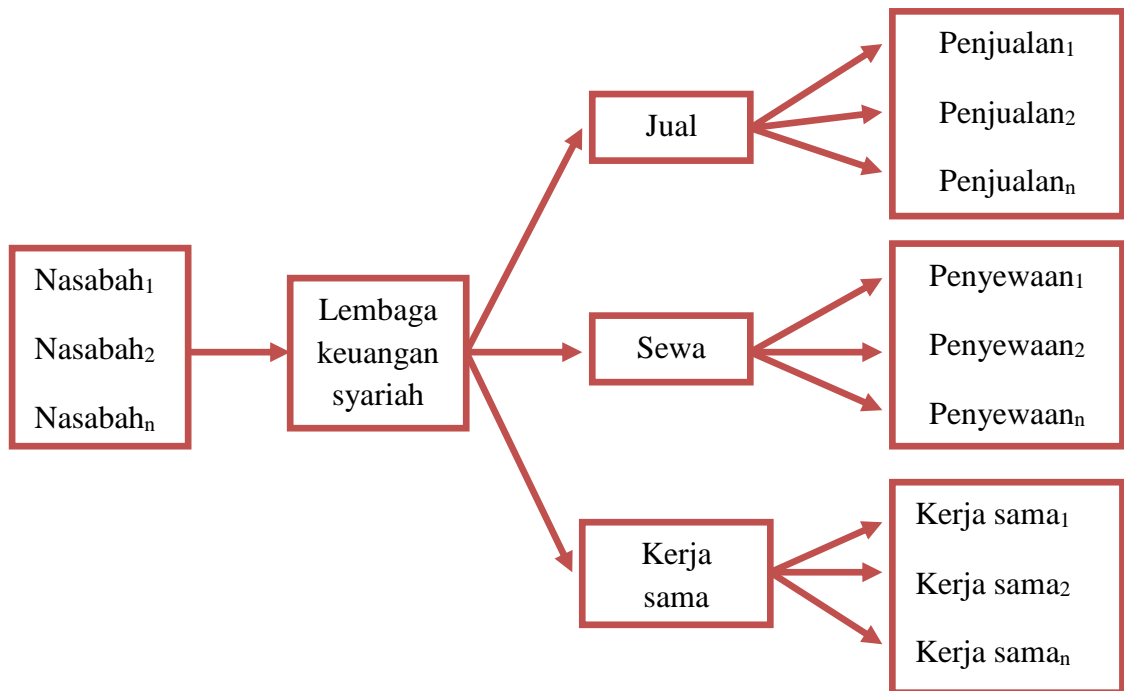 Nasabah₁
Nasabah₂
Nasabahₙ
Lembaga
keuangan
syariah
Jual
Sewa
Kerja
sama
Penjualan₁
Penjualan₂
Penjualanₙ
Penyewaan₁
Penyewaan₂
Penyewaanₙ
Kerja sama₁
Kerja sama₂
Kerja samaₙ